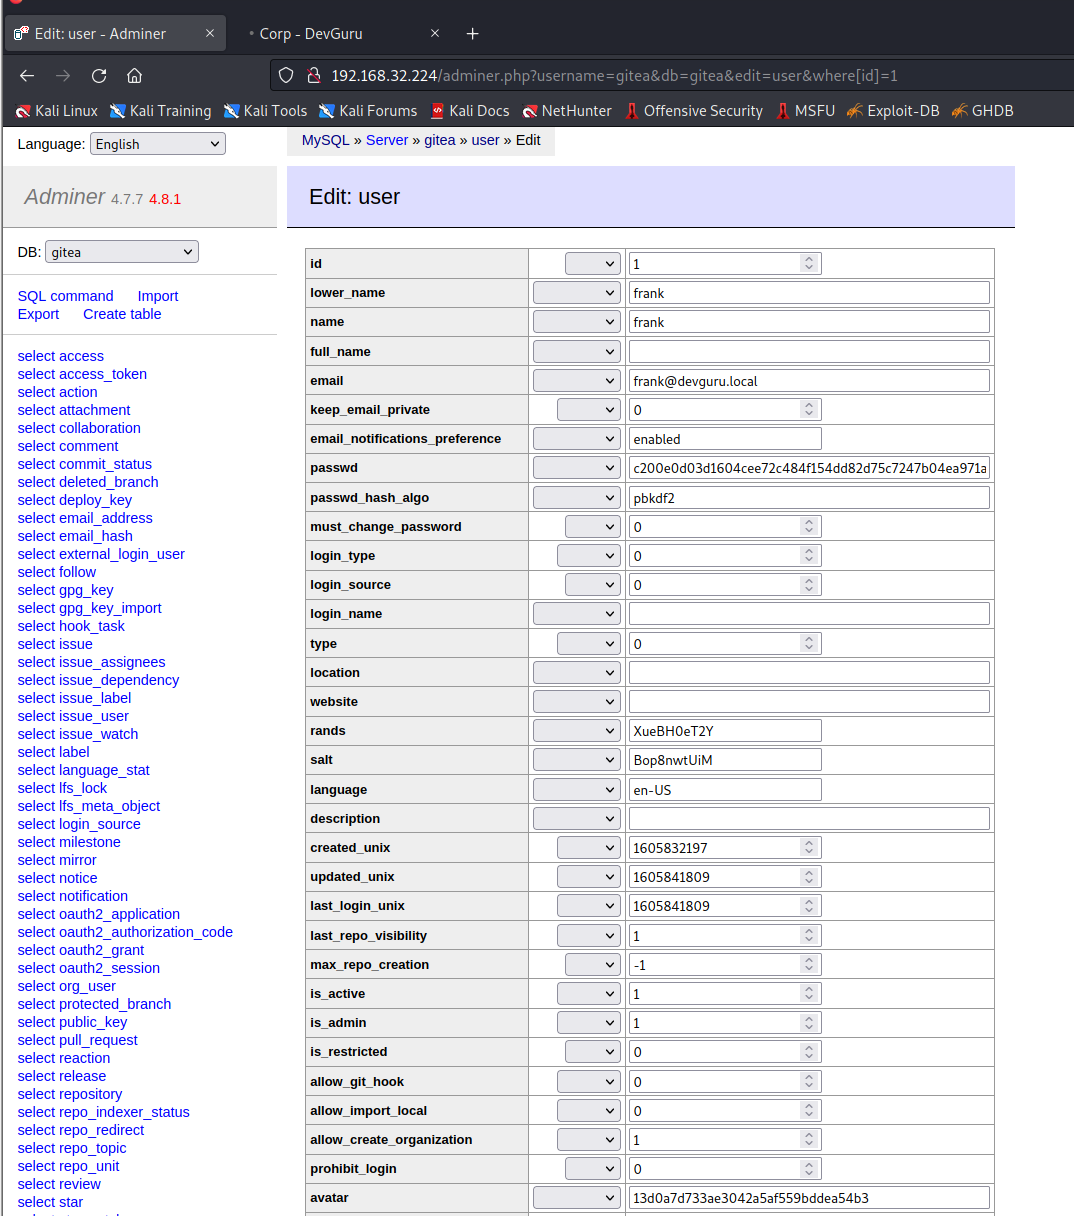 Edit: user - Adminer
Corp - DevGuru
192.168.32.224/adminer.php?username=gitea&db=gitea&edit=user&where[id]=1
Kali Linux Kali Training Kali Tools Kali Forums Kali Docs NetHunter Offensive Security MSFU Exploit-DB GHDB
Language: English
MySQL » Server » gitea » user » Edit
Adminer 4.7.7 4.8.1
Edit: user
DB: gitea
SQL command Import
Export Create table
select access
select access_token
select action
select attachment
select collaboration
select comment
select commit_status
select deleted_branch
select deploy_key
select email_address
select email_hash
select external_login_user
select follow
select gpg_key
select gpg_key_import
select hook_task
select issue
select issue_assignees
select issue_dependency
select issue_label
select issue_user
select issue_watch
select label
select language_stat
select lfs_lock
select lfs_meta_object
select login_source
select milestone
select mirror
select notice
select notification
select oauth2_application
select oauth2_authorization_code
select oauth2_grant
select oauth2_session
select org_user
select protected_branch
select public_key
select pull_request
select reaction
select release
select repository
select repo_indexer_status
select repo_redirect
select repo_topic
select repo_unit
select review
select star
id 1
lower_name frank
name frank
full_name
email frank@devguru.local
keep_email_private 0
email_notifications_preference enabled
passwd c200e0d03d1604cee72c484f154dd82d75c7247b04ea971a
passwd_hash_algo pbkdf2
must_change_password 0
login_type 0
login_source 0
login_name
type 0
location
website
rands XueBH0eT2Y
salt Bop8nwtUiM
language en-US
description
created_unix 1605832197
updated_unix 1605841809
last_login_unix 1605841809
last_repo_visibility 1
max_repo_creation -1
is_active 1
is_admin 1
is_restricted 0
allow_git_hook 0
allow_import_local 0
allow_create_organization 1
prohibit_login 0
avatar 13d0a7d733ae3042a5af559bddea54b3